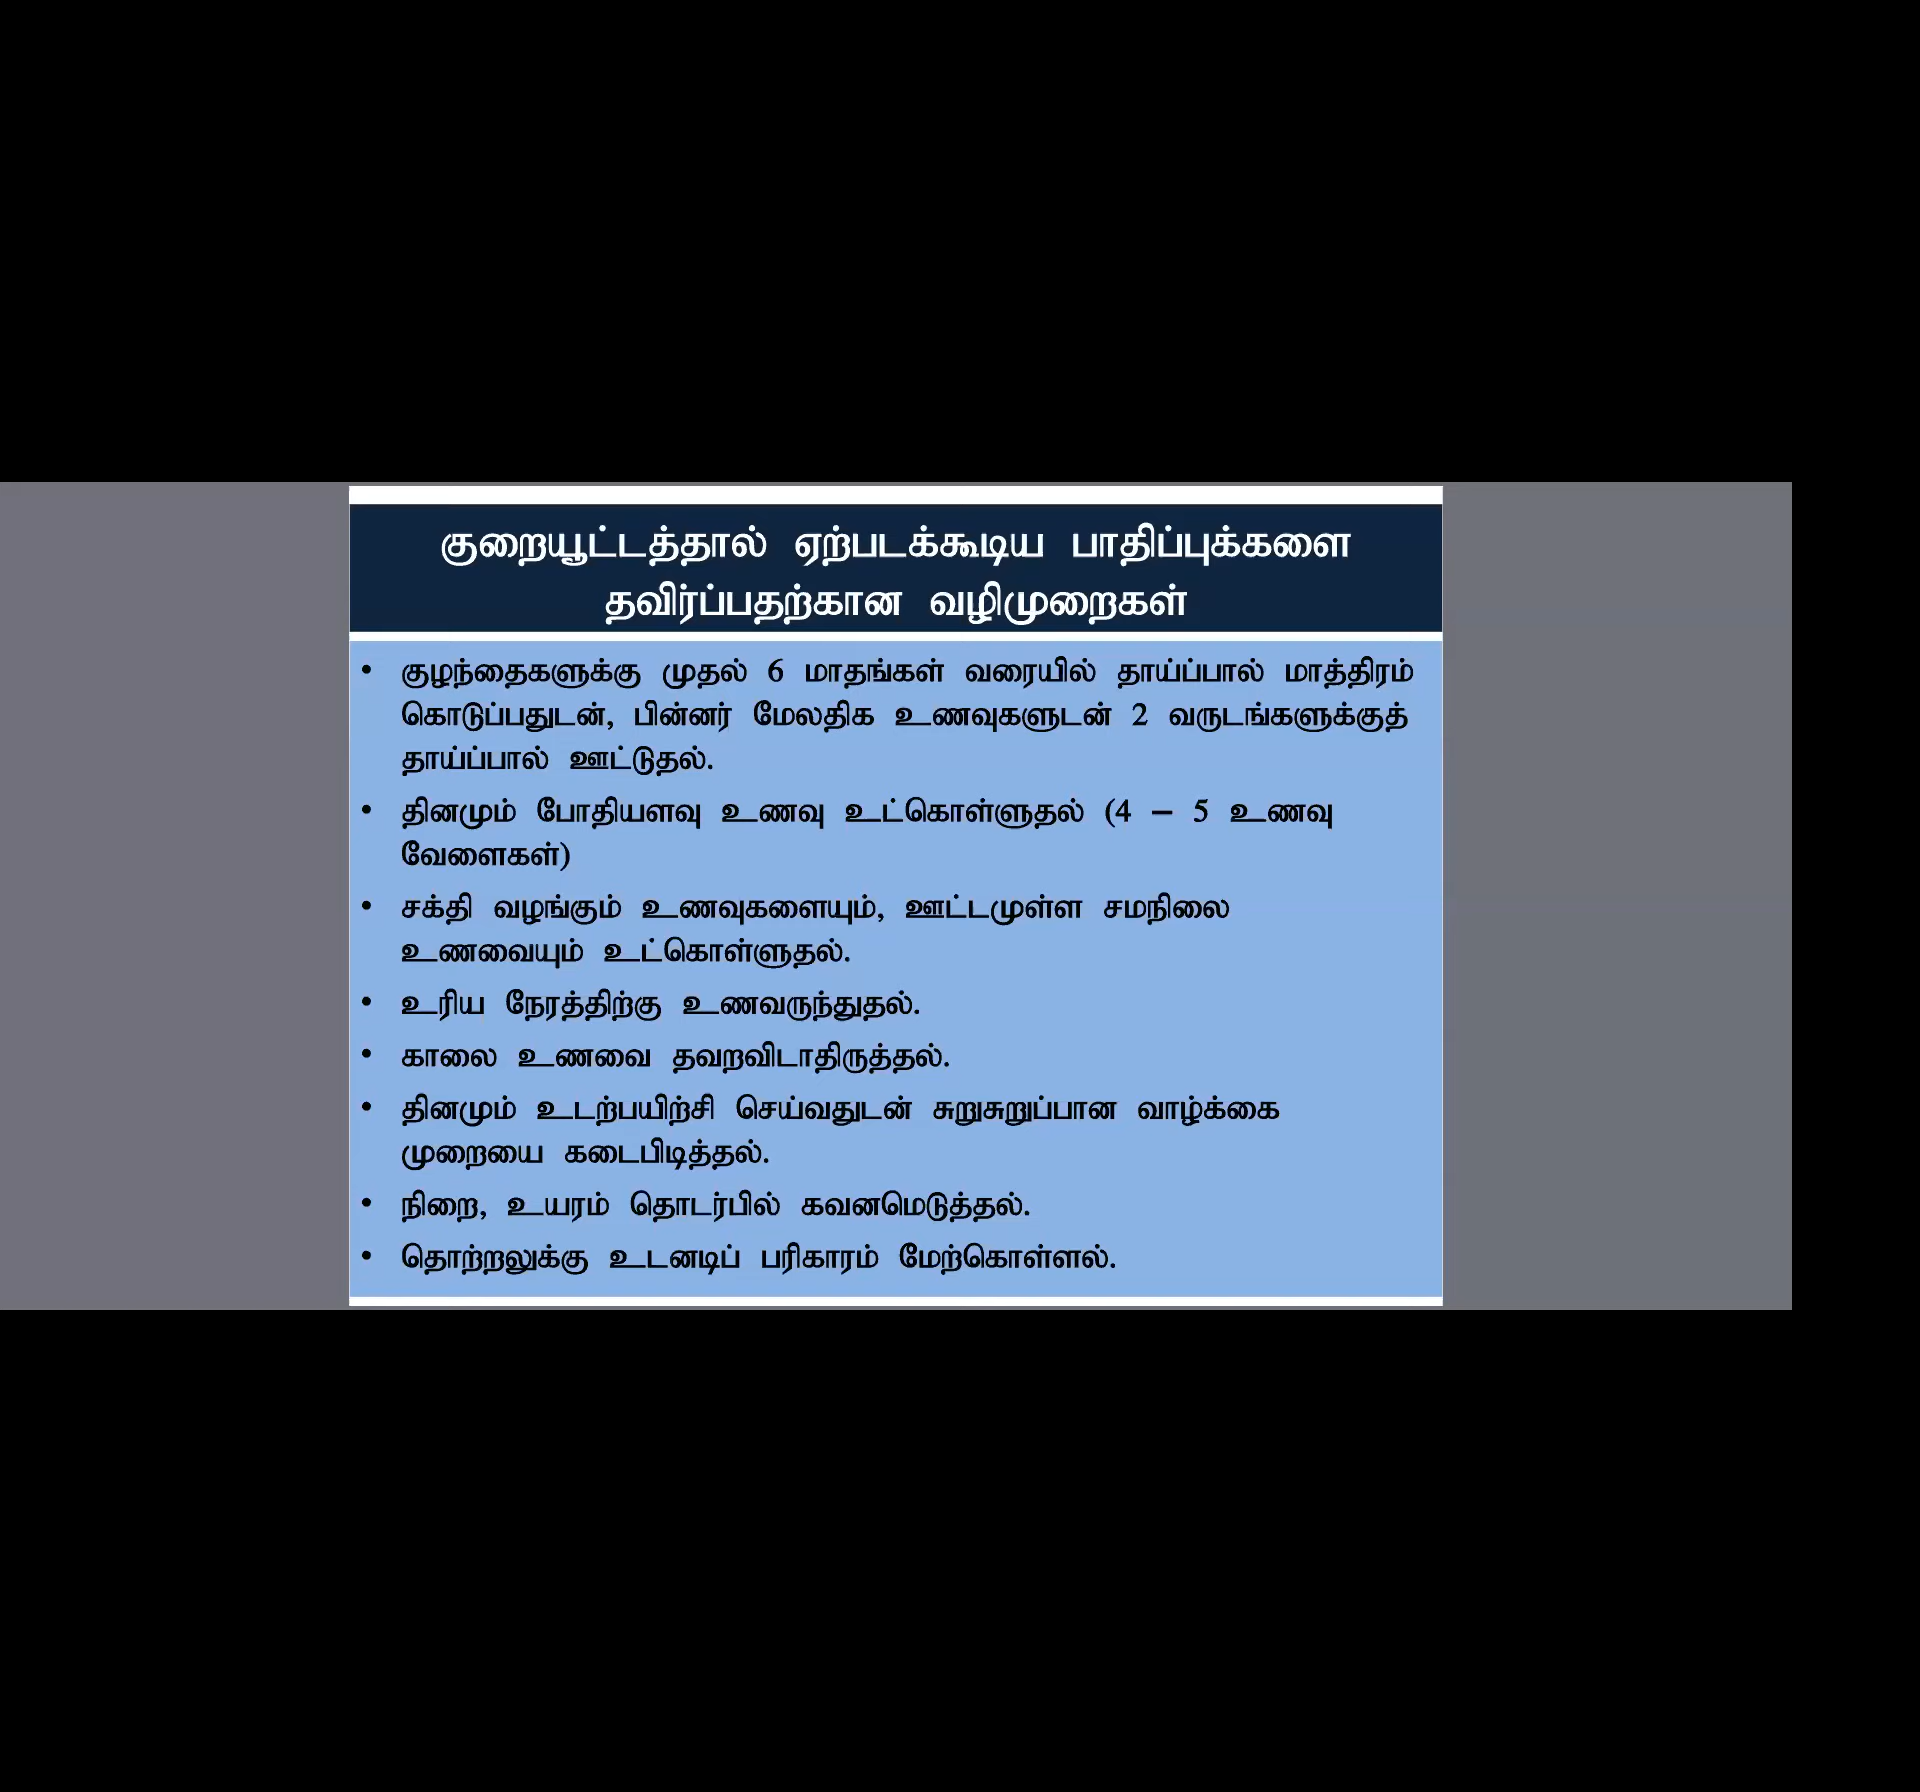 குறையூட்டத்தால் ஏற்படக்கூடிய பாதிப்புக்களை
தவிர்ப்பதற்கான வழிமுறைகள்
• குழந்தைகளுக்கு முதல் 6 மாதங்கள் வரையில் தாய்ப்பால் மாத்திரம்
கொடுப்பதுடன், பின்னர் மேலதிக உணவுகளுடன் 2 வருடங்களுக்குத்
தாய்ப்பால் ஊட்டுதல்.
• தினமும் போதியளவு உணவு உட்கொள்ளுதல் (4 – 5 உணவு
வேளைகள்)
• சக்தி வழங்கும் உணவுகளையும், ஊட்டமுள்ள சமநிலை
உணவையும் உட்கொள்ளுதல்.
• உரிய நேரத்திற்கு உணவருந்துதல்.
• காலை உணவை தவறவிடாதிருத்தல்.
• தினமும் உடற்பயிற்சி செய்வதுடன் சுறுசுறுப்பான வாழ்க்கை
முறையை கடைபிடித்தல்.
• நிறை, உயரம் தொடர்பில் கவனமெடுத்தல்.
• தொற்றலுக்கு உடனடிப் பரிகாரம் மேற்கொள்ளல்.